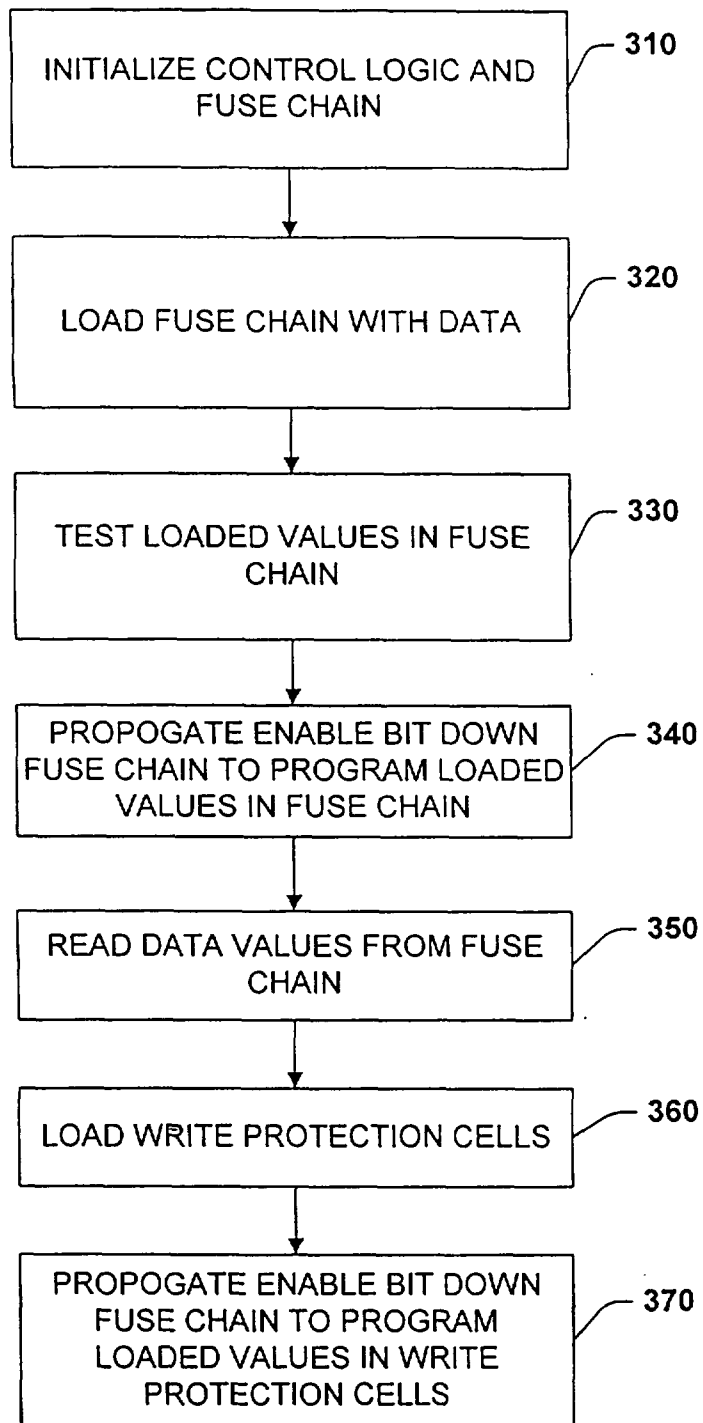 INITIALIZE CONTROL LOGIC AND
FUSE CHAIN
310
LOAD FUSE CHAIN WITH DATA
320
TEST LOADED VALUES IN FUSE
CHAIN
330
PROPOGATE ENABLE BIT DOWN
FUSE CHAIN TO PROGRAM LOADED
VALUES IN FUSE CHAIN
340
READ DATA VALUES FROM FUSE
CHAIN
350
LOAD WRITE PROTECTION CELLS
360
PROPOGATE ENABLE BIT DOWN
FUSE CHAIN TO PROGRAM
LOADED VALUES IN WRITE
PROTECTION CELLS
370